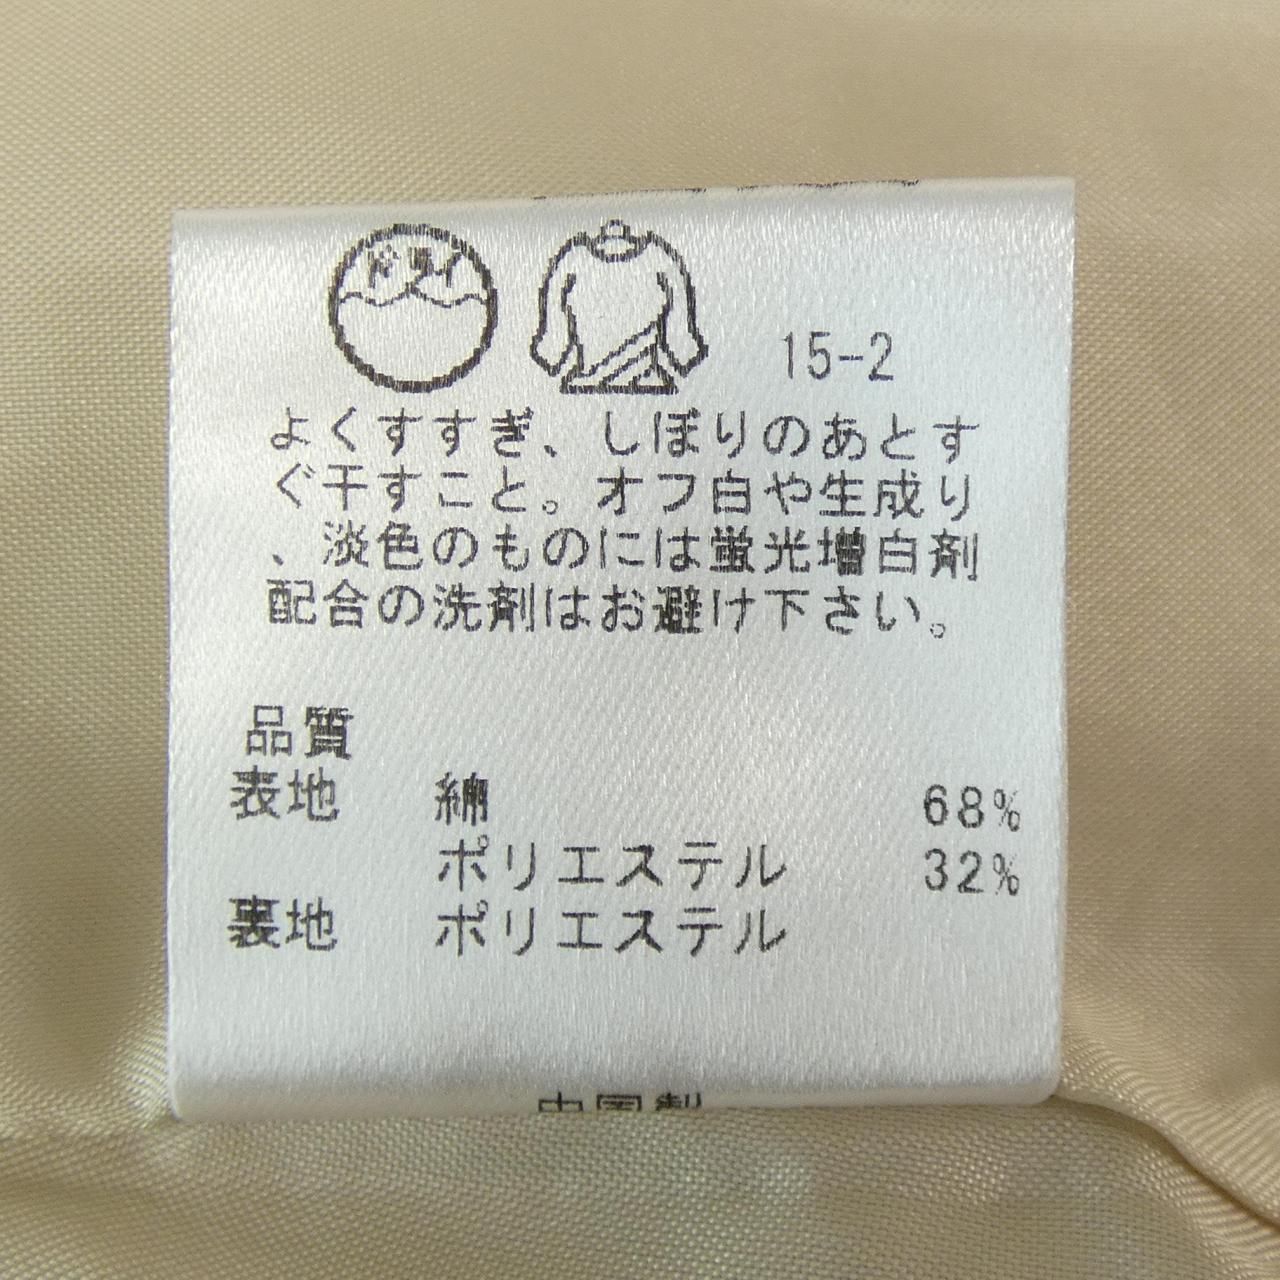 ドライ
15-2
よくすすぎ、しぼりのあとす
ぐ干すこと。オフ白や生成り
、淡色のものには蛍光増白剤
配合の洗剤はお避け下さい。
品質
表地 綿 68%
ポリエステル 32%
裏地 ポリエステル
中国製